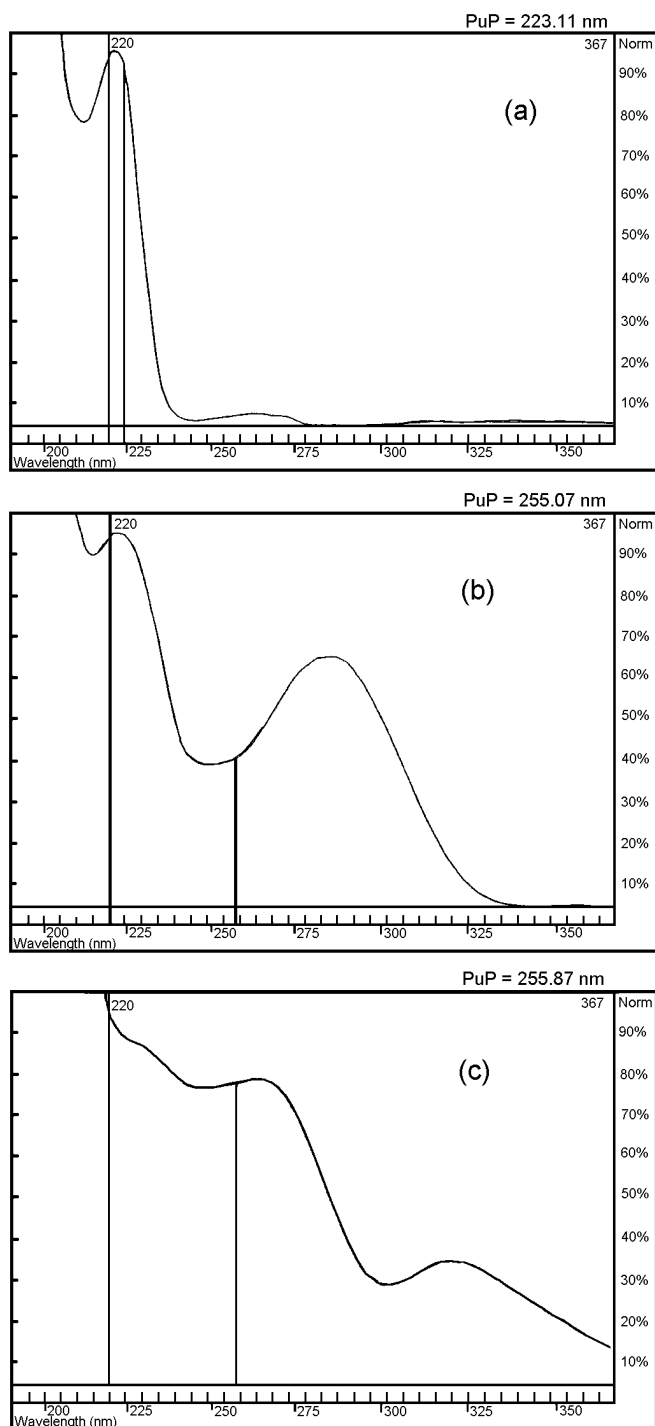 PuP = 223.11 nm
220
367
Norm
(a)
90%
80%
70%
60%
50%
40%
30%
20%
10%
200 225 250 275 300 325 350
Wavelength (nm)
PuP = 255.07 nm
220
367
Norm
(b)
90%
80%
70%
60%
50%
40%
30%
20%
10%
200 225 250 275 300 325 350
Wavelength (nm)
PuP = 255.87 nm
220
367
Norm
(c)
90%
80%
70%
60%
50%
40%
30%
20%
10%
200 225 250 275 300 325 350
Wavelength (nm)